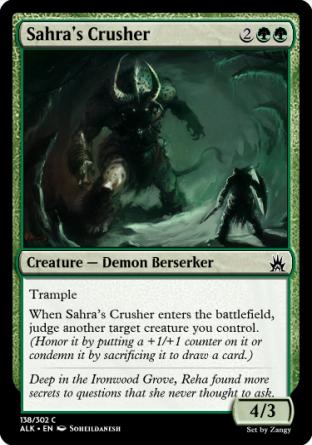 Sahra's Crusher 2
Creature — Demon Berserker
Trample
When Sahra's Crusher enters the battlefield,
judge another target creature you control.
(Honor it by putting a +1/+1 counter on it or
condemn it by sacrificing it to draw a card.)
Deep in the Ironwood Grove, Reha found more
secrets to questions that she never thought to ask.
4/3
138/302 C
ALK • EN Soheildanesh
Set by Zangy